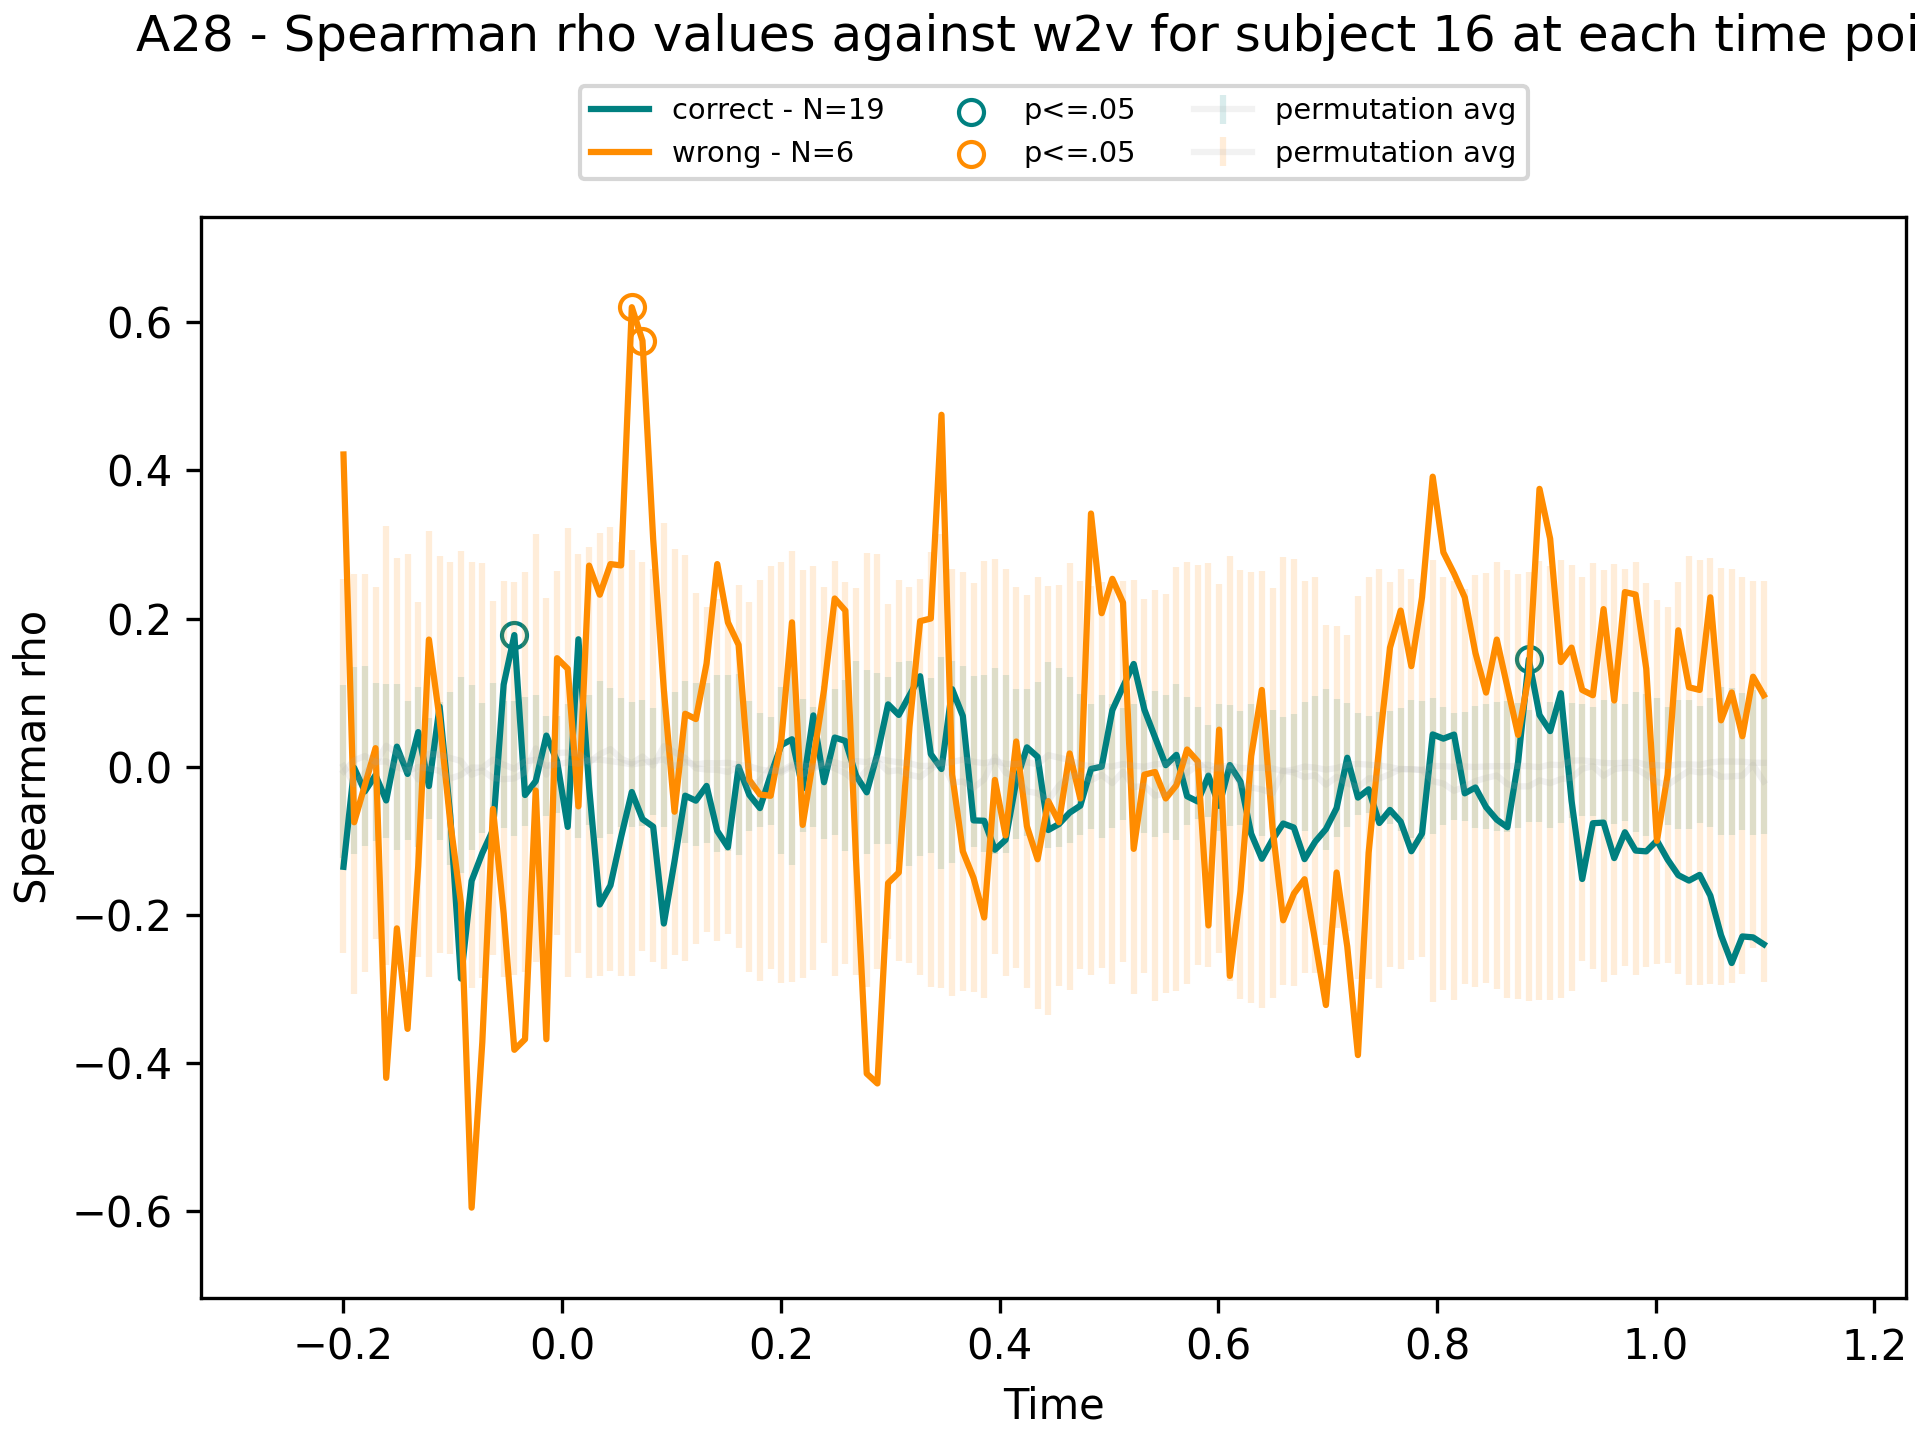 A28 - Spearman rho values against w2v for subject 16 at each time poi
correct - N=19
wrong - N=6
p<=.05
p<=.05
permutation avg
permutation avg
Spearman rho
0.6
0.4
0.2
0.0
−0.2
−0.4
−0.6
−0.2 0.0 0.2 0.4 0.6 0.8 1.0 1.2
Time